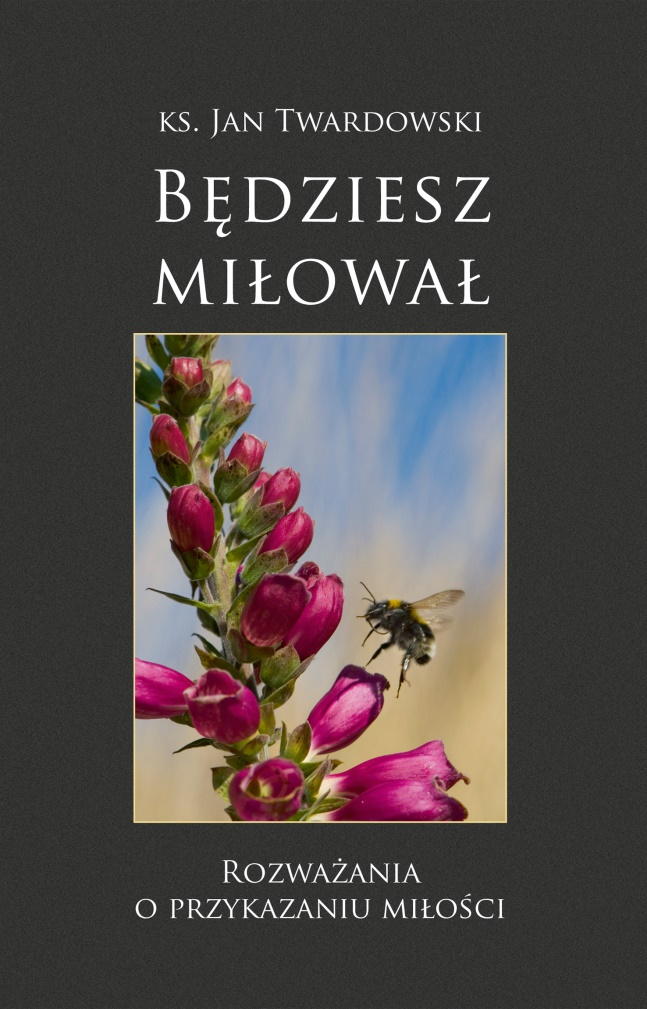 ks. Jan Twardowski
Będziesz
miłował
Rozważania
o przykazaniu miłości